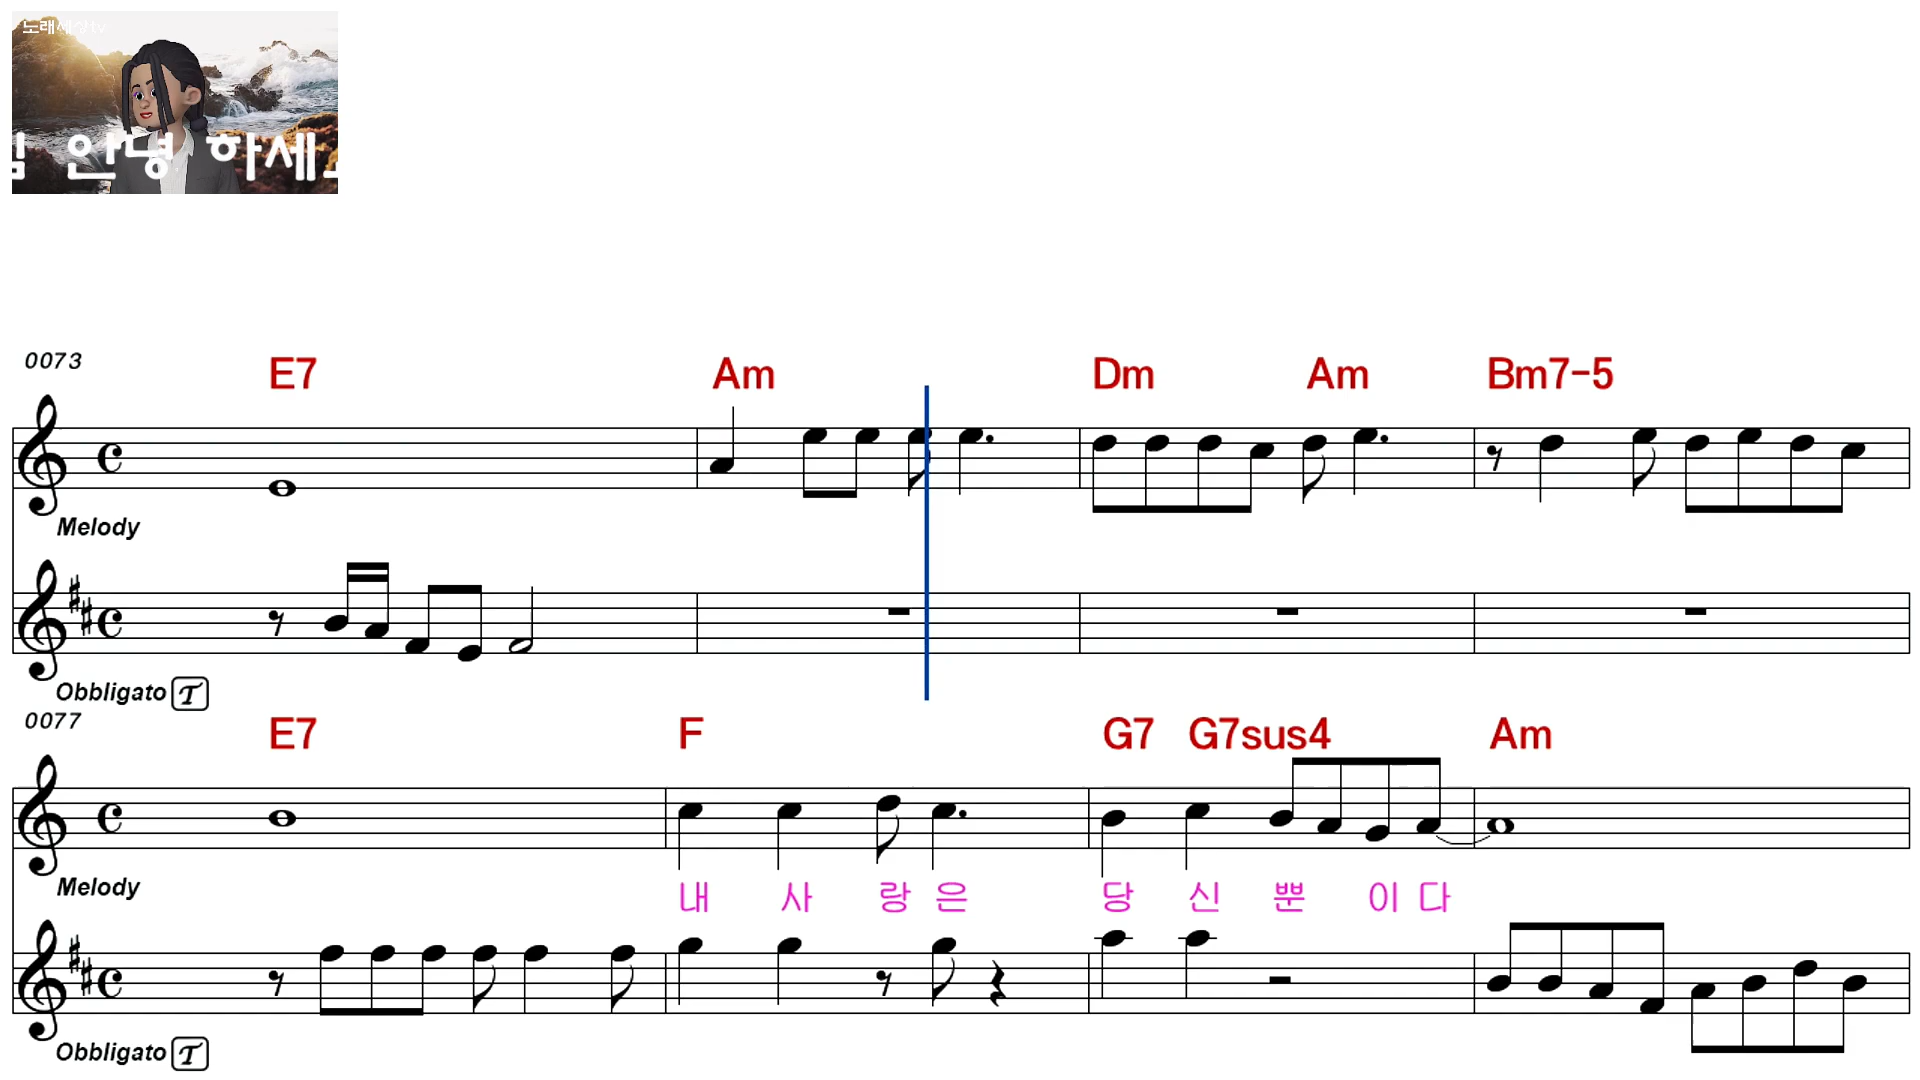 노래세상tv
안녕 하세
0073
E7 Am Dm Am Bm7-5
Melody
Obbligato T
0077
E7 F G7 G7sus4 Am
Melody
내 사 랑 은 당 신 뿐 이 다
Obbligato T